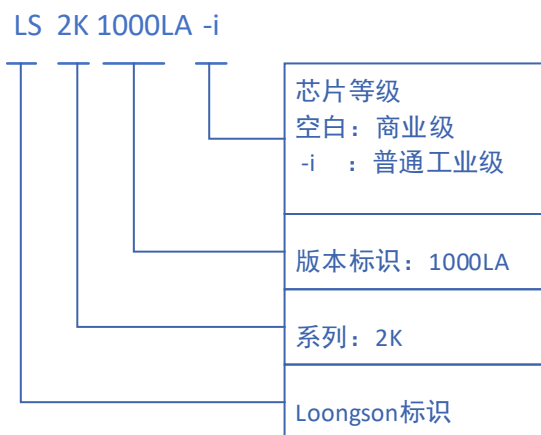 LS 2K 1000LA -i
芯片等级
空白：商业级
-i ：普通工业级
版本标识：1000LA
系列：2K
Loongson标识